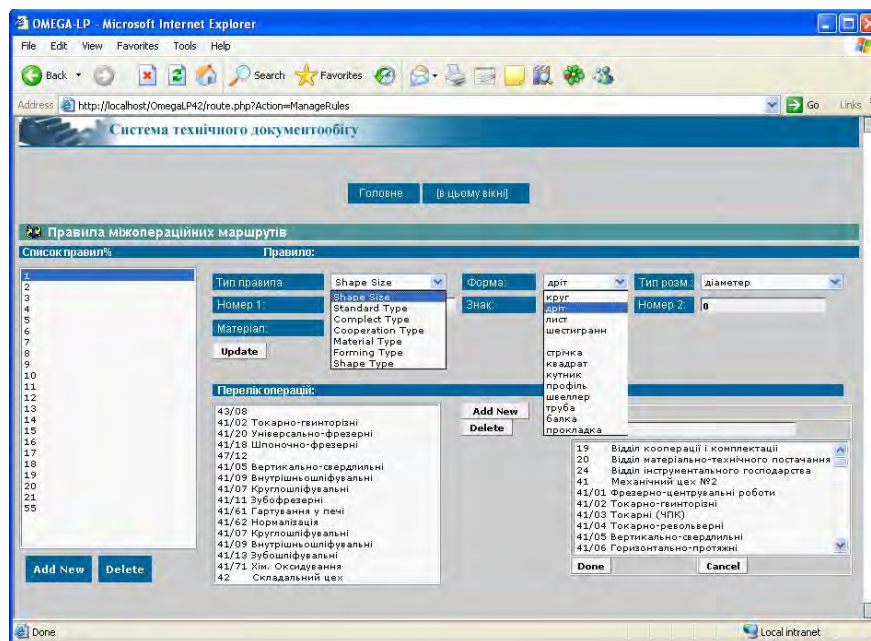 OMEGA-LP - Microsoft Internet Explorer
File Edit View Favorites Tools Help
Back Search Favorites
Address http://localhost/OmegaLP42/route.php?Action=ManageRules Go Links
Система технічного документообігу
Головне [в цьому вікні]
Правила міжопераційних маршрутів
Список правил% Правило:
1
2
3
4
5
6
7
8
9
10
11
12
13
14
15
16
17
18
19
20
21
55
Add New Delete
Тип правила Shape Size Форма: дріт Тип розм.: діаметер
Номер 1: Знак: Номер 2: 0
Матеріал:
Update
Shape Size
Standard Type
Complect Type
Cooperation Type
Material Type
Forming Type
Shape Type
круг
дріт
лист
шестигранн
стрічка
квадрат
кутник
профіль
швеллер
труба
балка
прокладка
Перелік операцій:
43/08
41/02 Токарно-гвинторізні
41/20 Універсально-фрезерні
41/18 Шпоночно-фрезерні
47/12
41/05 Вертикально-свердлильні
41/09 Внутрішньошліфувальні
41/07 Круглошліфувальні
41/11 Зубофрезерні
41/61 Гартування у печі
41/62 Нормалізація
41/07 Круглошліфувальні
41/09 Внутрішньошліфувальні
41/13 Зубошліфувальні
41/71 Хім. Оксидування
42 Складальний цех
Add New
Delete
19 Відділ кооперації і комплектації
20 Відділ матеріально-технічного постачання
24 Відділ інструментального господарства
41 Механічний цех №2
41/01 Фрезерно-центрувальні роботи
41/02 Токарно-гвинторізні
41/03 Токарні (ЧПК)
41/04 Токарно-револьверні
41/05 Вертикально-свердлильні
41/06 Горизонтально-протяжні
Done Cancel
Done Local intranet